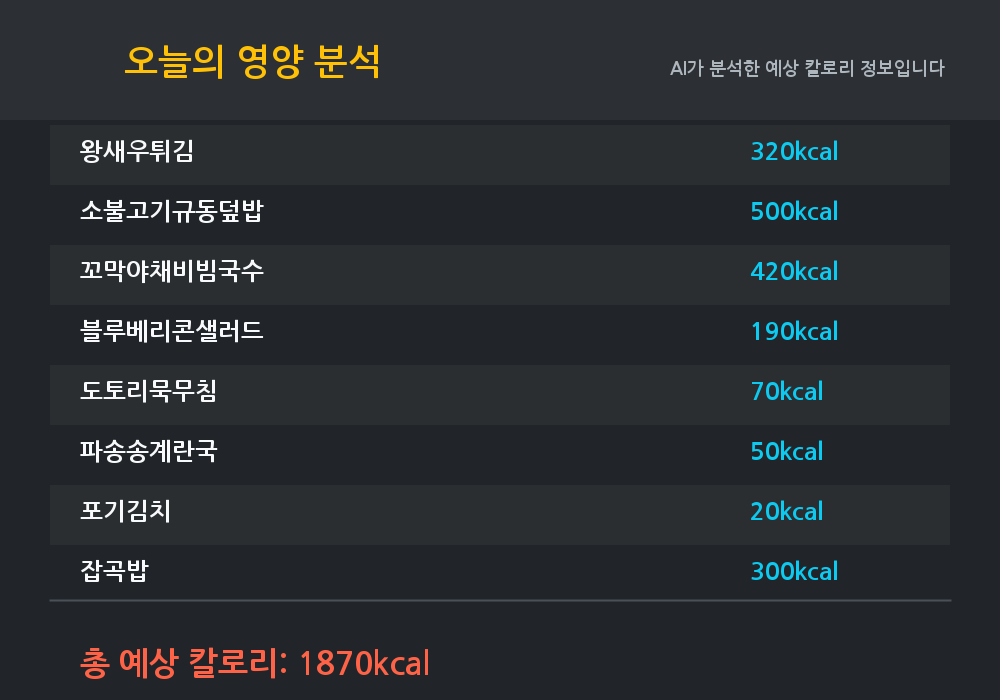 오늘의 영양 분석
AI가 분석한 예상 칼로리 정보입니다
왕새우튀김 320kcal
소불고기규동덮밥 500kcal
꼬막야채비빔국수 420kcal
블루베리콘샐러드 190kcal
도토리묵무침 70kcal
파송송계란국 50kcal
포기김치 20kcal
잡곡밥 300kcal
총 예상 칼로리: 1870kcal